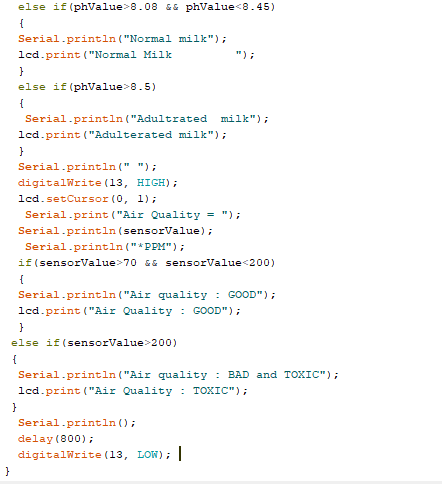 else if(phValue>8.08 && phValue<8.45)
{
Serial.println("Normal milk");
lcd.print("Normal Milk         ");
}
else if(phValue>8.5)
{
Serial.println("Adultrated  milk");
lcd.print("Adulterated milk");
}
Serial.println(" ");
digitalWrite(13, HIGH);
lcd.setCursor(0, 1);
Serial.print("Air Quality = ");
Serial.println(sensorValue);
Serial.println("*PPM");
if(sensorValue>70 && sensorValue<200)
{
Serial.println("Air quality : GOOD");
lcd.print("Air Quality : GOOD");
}
else if(sensorValue>200)
{
Serial.println("Air quality : BAD and TOXIC");
lcd.print("Air Quality : TOXIC");
}
Serial.println();
delay(800);
digitalWrite(13, LOW);
}